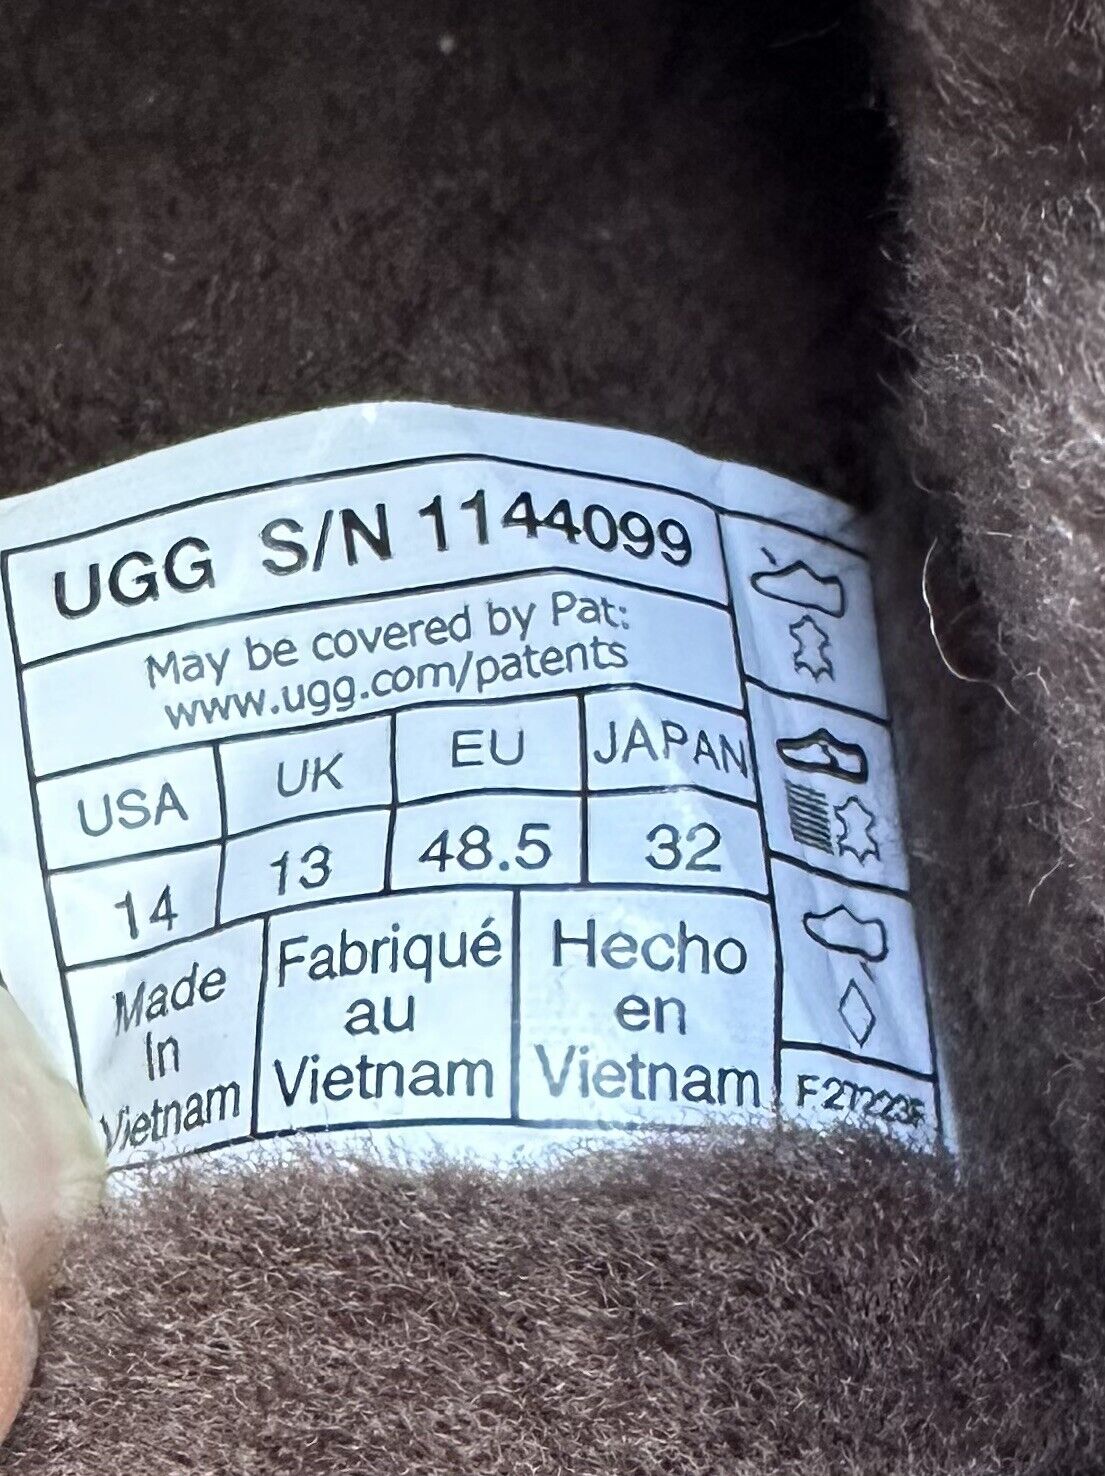 UGG S/N 1144099
May be covered by Pat:
www.ugg.com/patents
USA UK EU JAPAN
14 13 48.5 32
Made
In
Vietnam
Fabriqué
au
Vietnam
Hecho
en
Vietnam